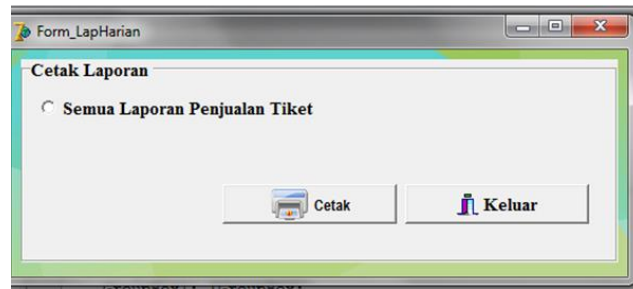 Form_LapHarian
Cetak Laporan
Semua Laporan Penjualan Tiket
Cetak
Keluar